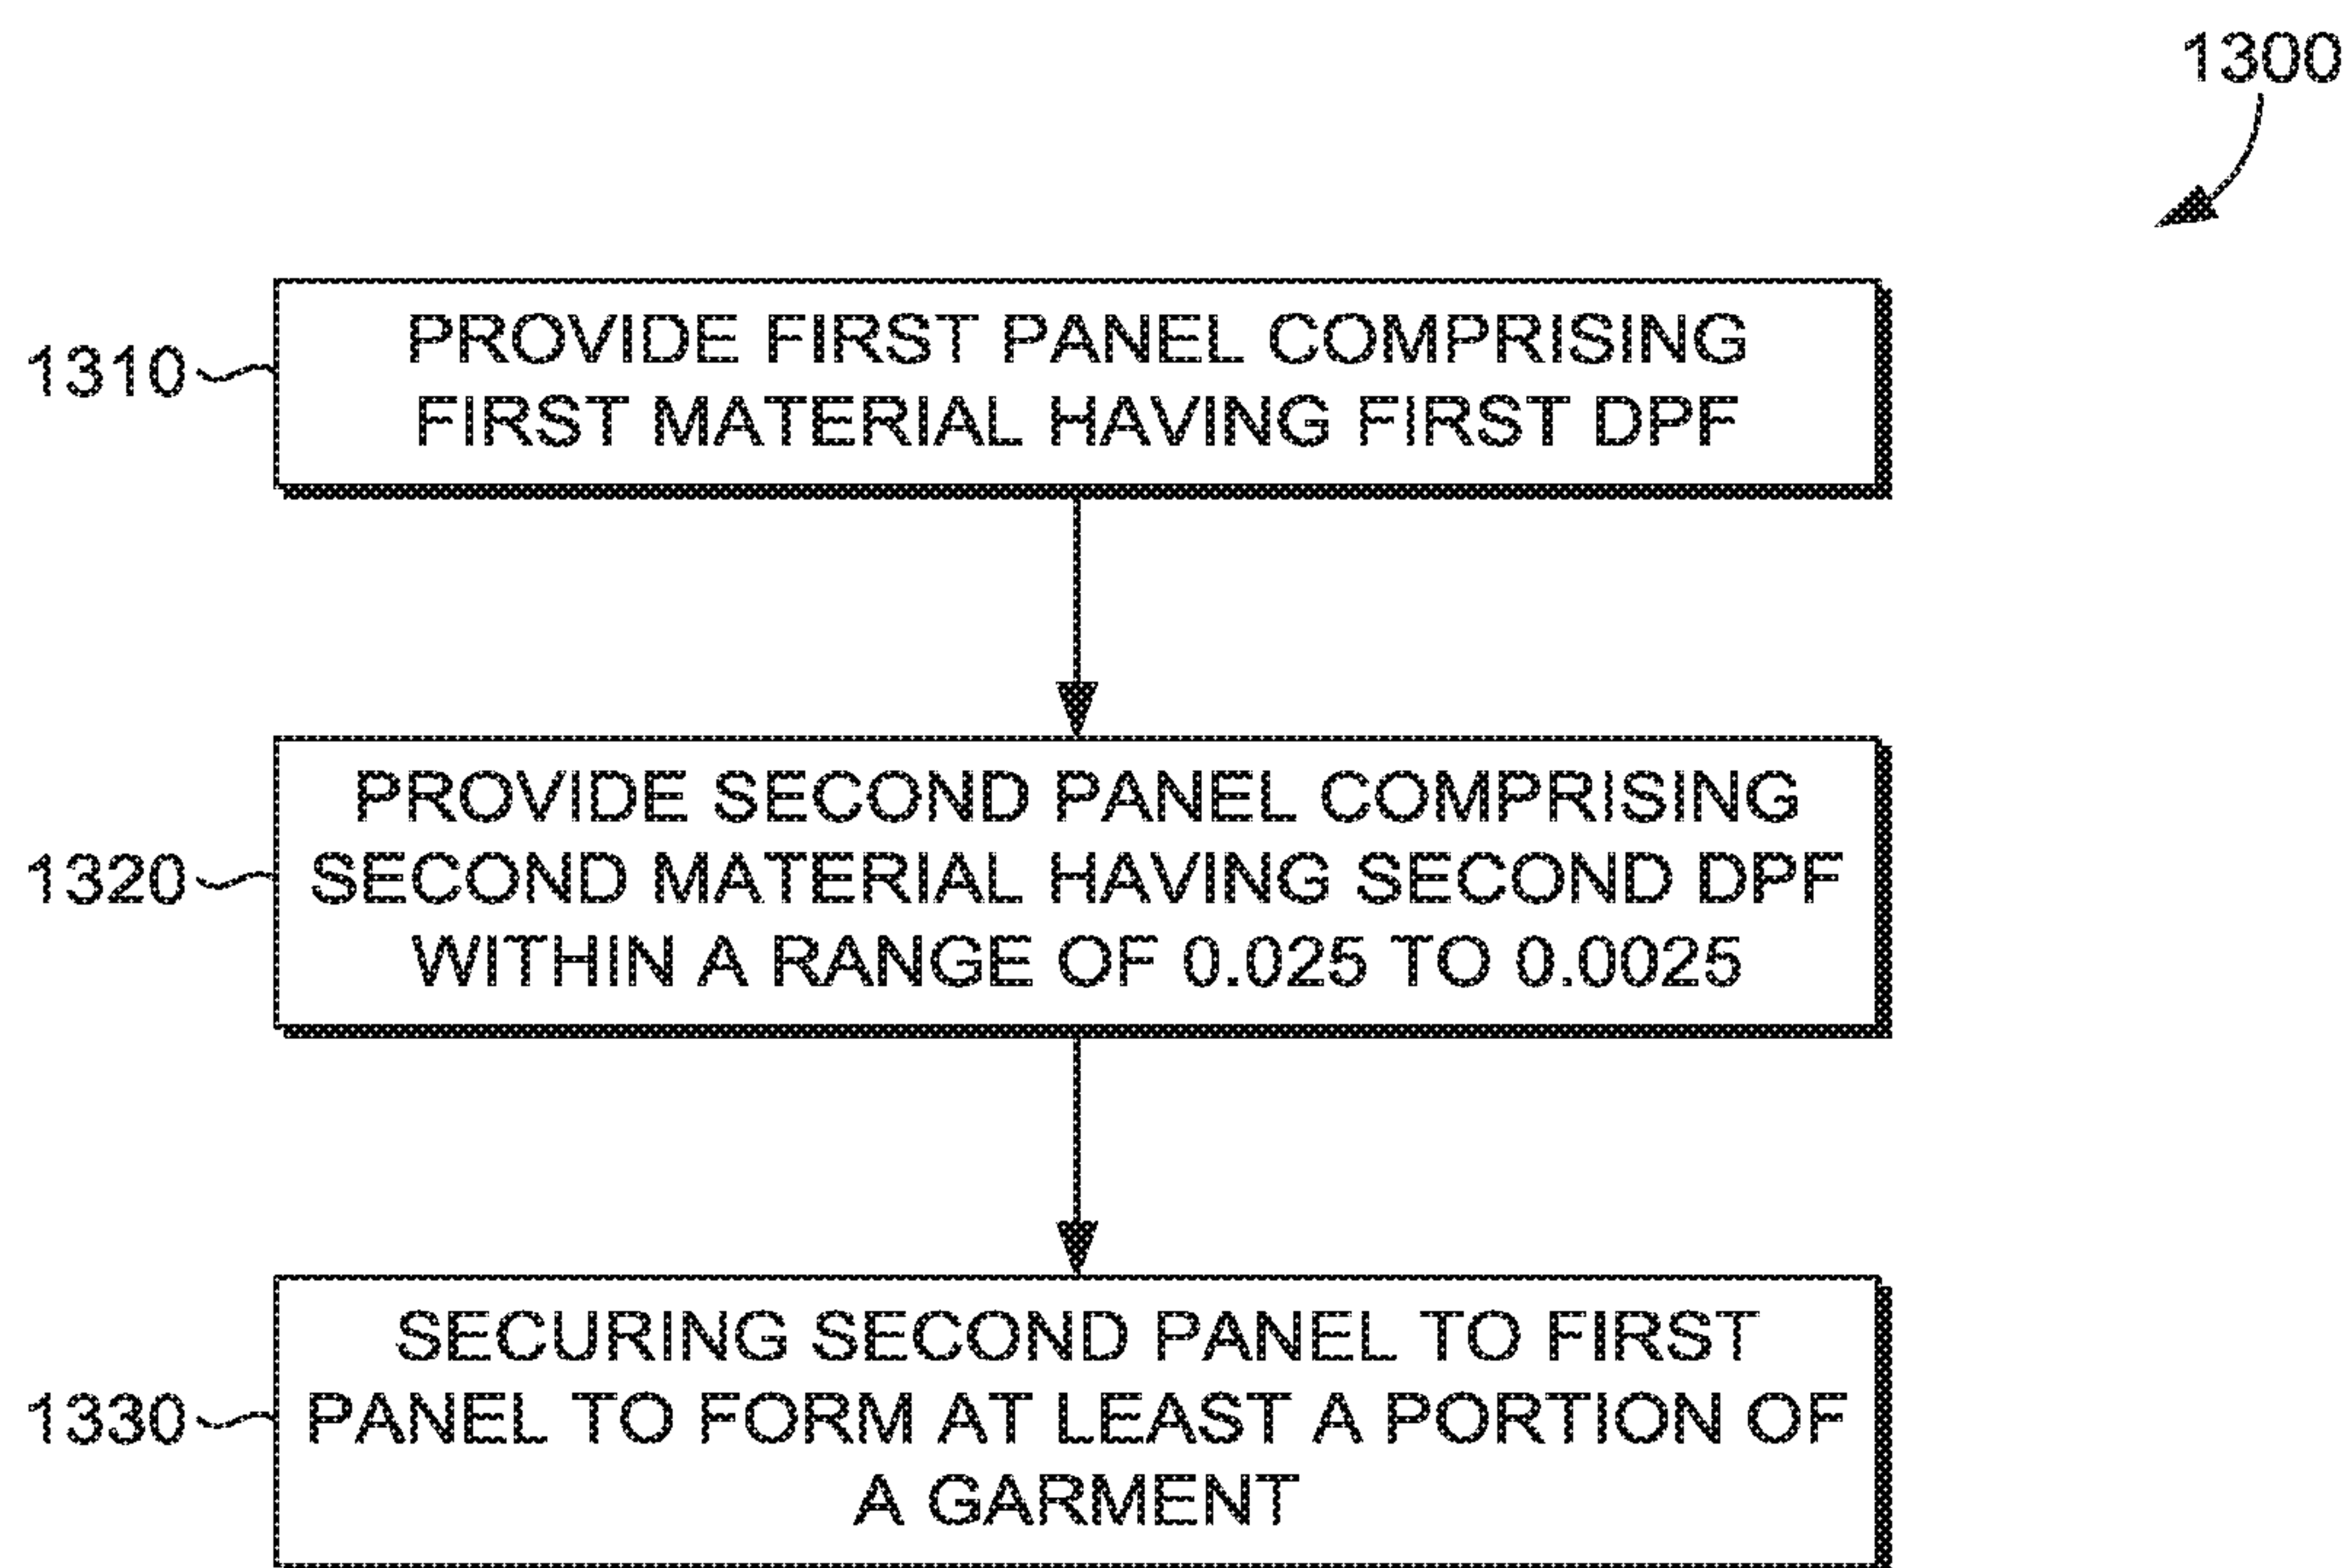 1300
1310
PROVIDE FIRST PANEL COMPRISING
FIRST MATERIAL HAVING FIRST DPF
1320
PROVIDE SECOND PANEL COMPRISING
SECOND MATERIAL HAVING SECOND DPF
WITHIN A RANGE OF 0.025 TO 0.0025
1330
SECURING SECOND PANEL TO FIRST
PANEL TO FORM AT LEAST A PORTION OF
A GARMENT